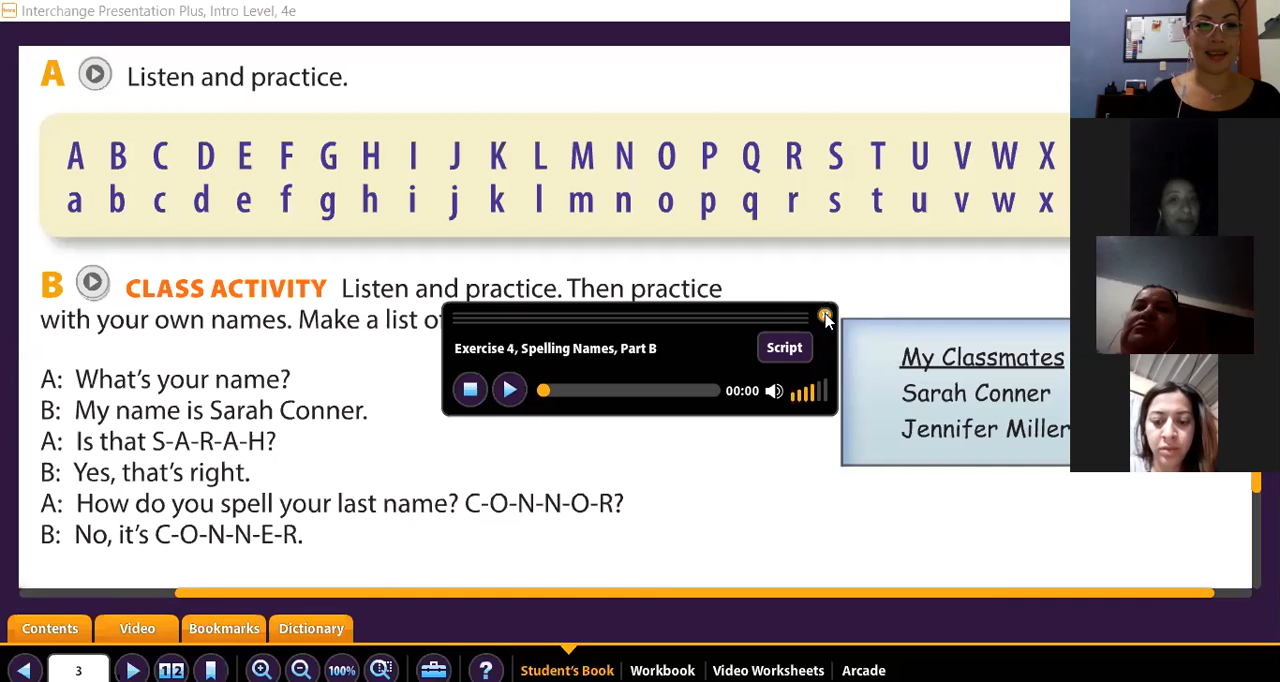 Interchange Presentation Plus, Intro Level, 4e
A Listen and practice.
A B C D E F G H I J K L M N O P Q R S T U V W X
a b c d e f g h i j k l m n o p q r s t u v w x
B CLASS ACTIVITY Listen and practice. Then practice
with your own names. Make a list of
Exercise 4, Spelling Names, Part B
Script
00:00
My Classmates
Sarah Conner
Jennifer Miller
A: What's your name?
B: My name is Sarah Conner.
A: Is that S-A-R-A-H?
B: Yes, that's right.
A: How do you spell your last name? C-O-N-N-O-R?
B: No, it's C-O-N-N-E-R.
Contents Video Bookmarks Dictionary
3 1 2 100% ? Student's Book Workbook Video Worksheets Arcade